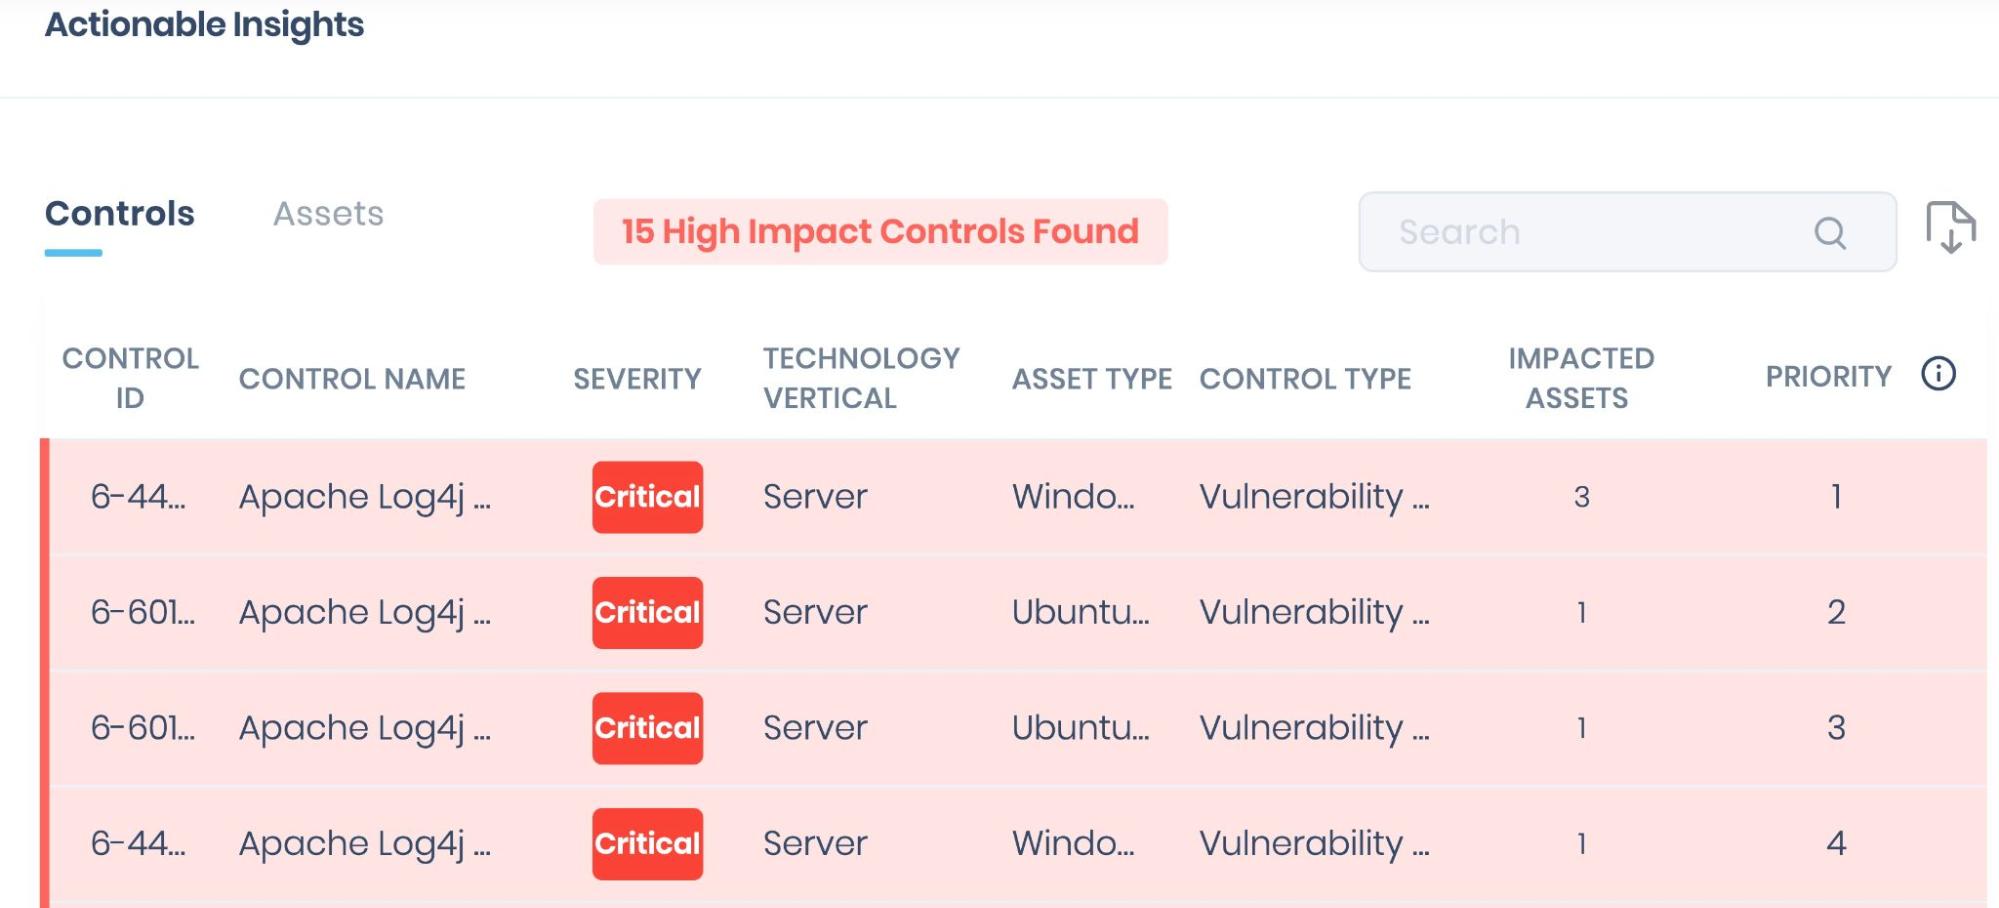 Actionable Insights
Controls Assets 15 High Impact Controls Found Search
CONTROL ID CONTROL NAME SEVERITY TECHNOLOGY VERTICAL ASSET TYPE CONTROL TYPE IMPACTED ASSETS PRIORITY
6-44... Apache Log4j ... Critical Server Windo... Vulnerability ... 3 1
6-601... Apache Log4j ... Critical Server Ubuntu... Vulnerability ... 1 2
6-601... Apache Log4j ... Critical Server Ubuntu... Vulnerability ... 1 3
6-44... Apache Log4j ... Critical Server Windo... Vulnerability ... 1 4